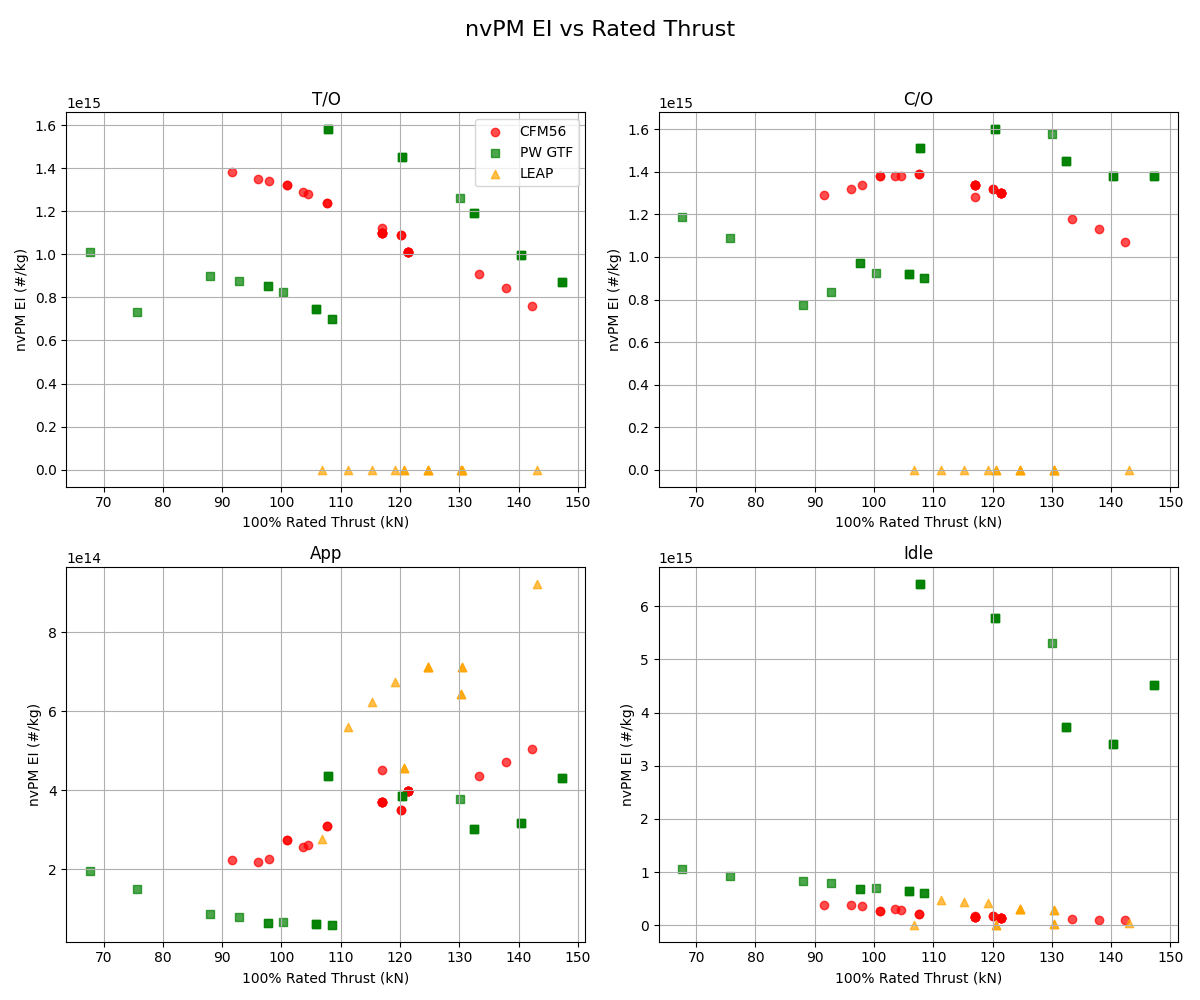 nvPM EI vs Rated Thrust
T/O
1e15
nvPM EI (#/kg)
1.6
1.4
1.2
1.0
0.8
0.6
0.4
0.2
0.0
CFM56
PW GTF
LEAP
70 80 90 100 110 120 130 140 150
100% Rated Thrust (kN)
C/O
1e15
nvPM EI (#/kg)
1.6
1.4
1.2
1.0
0.8
0.6
0.4
0.2
0.0
70 80 90 100 110 120 130 140 150
100% Rated Thrust (kN)
App
1e14
nvPM EI (#/kg)
8
6
4
2
70 80 90 100 110 120 130 140 150
100% Rated Thrust (kN)
Idle
1e15
nvPM EI (#/kg)
6
5
4
3
2
1
0
70 80 90 100 110 120 130 140 150
100% Rated Thrust (kN)